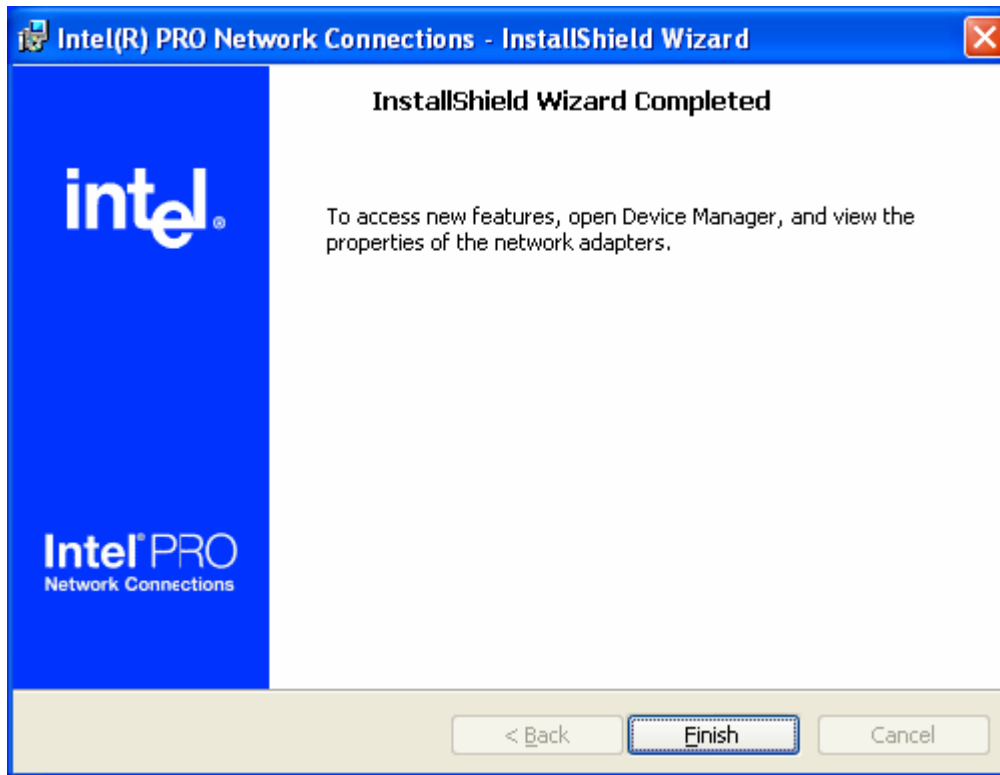 Intel(R) PRO Network Connections - InstallShield Wizard
InstallShield Wizard Completed
intel®
To access new features, open Device Manager, and view the
properties of the network adapters.
Intel® PRO
Network Connections
< Back
Finish
Cancel